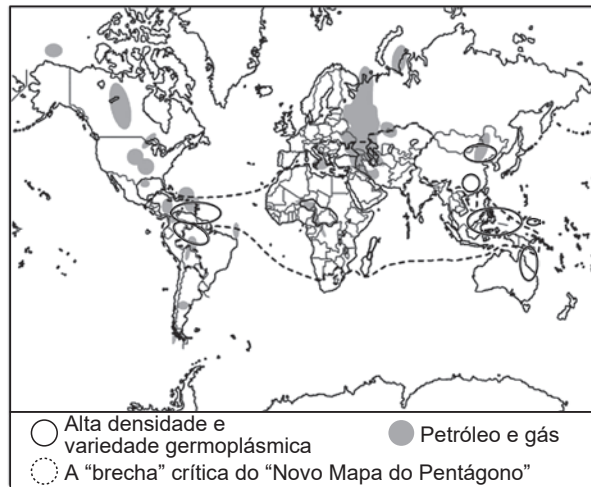 Alta densidade e
variedade germoplásmica
Petróleo e gás
A “brecha” crítica do “Novo Mapa do Pentágono”